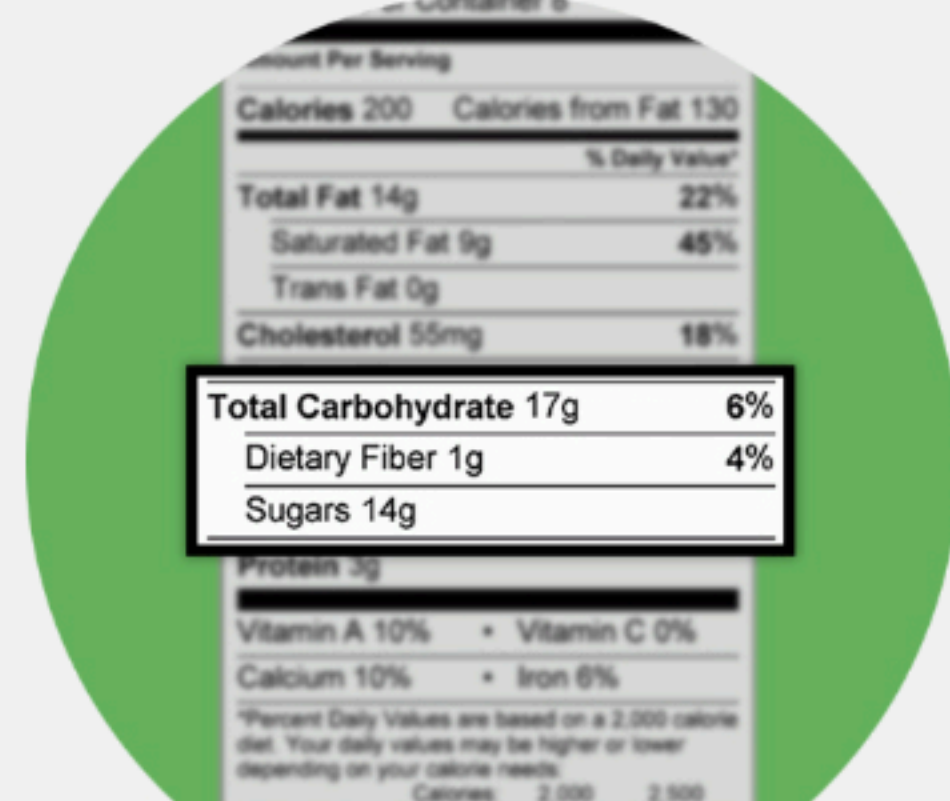 Container 8
Amount Per Serving
Calories 200 Calories from Fat 130
% Daily Value*
Total Fat 14g 22%
Saturated Fat 9g 45%
Trans Fat 0g
Cholesterol 55mg 18%
Total Carbohydrate 17g 6%
Dietary Fiber 1g 4%
Sugars 14g
Protein 3g
Vitamin A 10% • Vitamin C 0%
Calcium 10% • Iron 6%
*Percent Daily Values are based on a 2,000 calorie
diet. Your daily values may be higher or lower
depending on your calorie needs:
Calories: 2,000 2,500